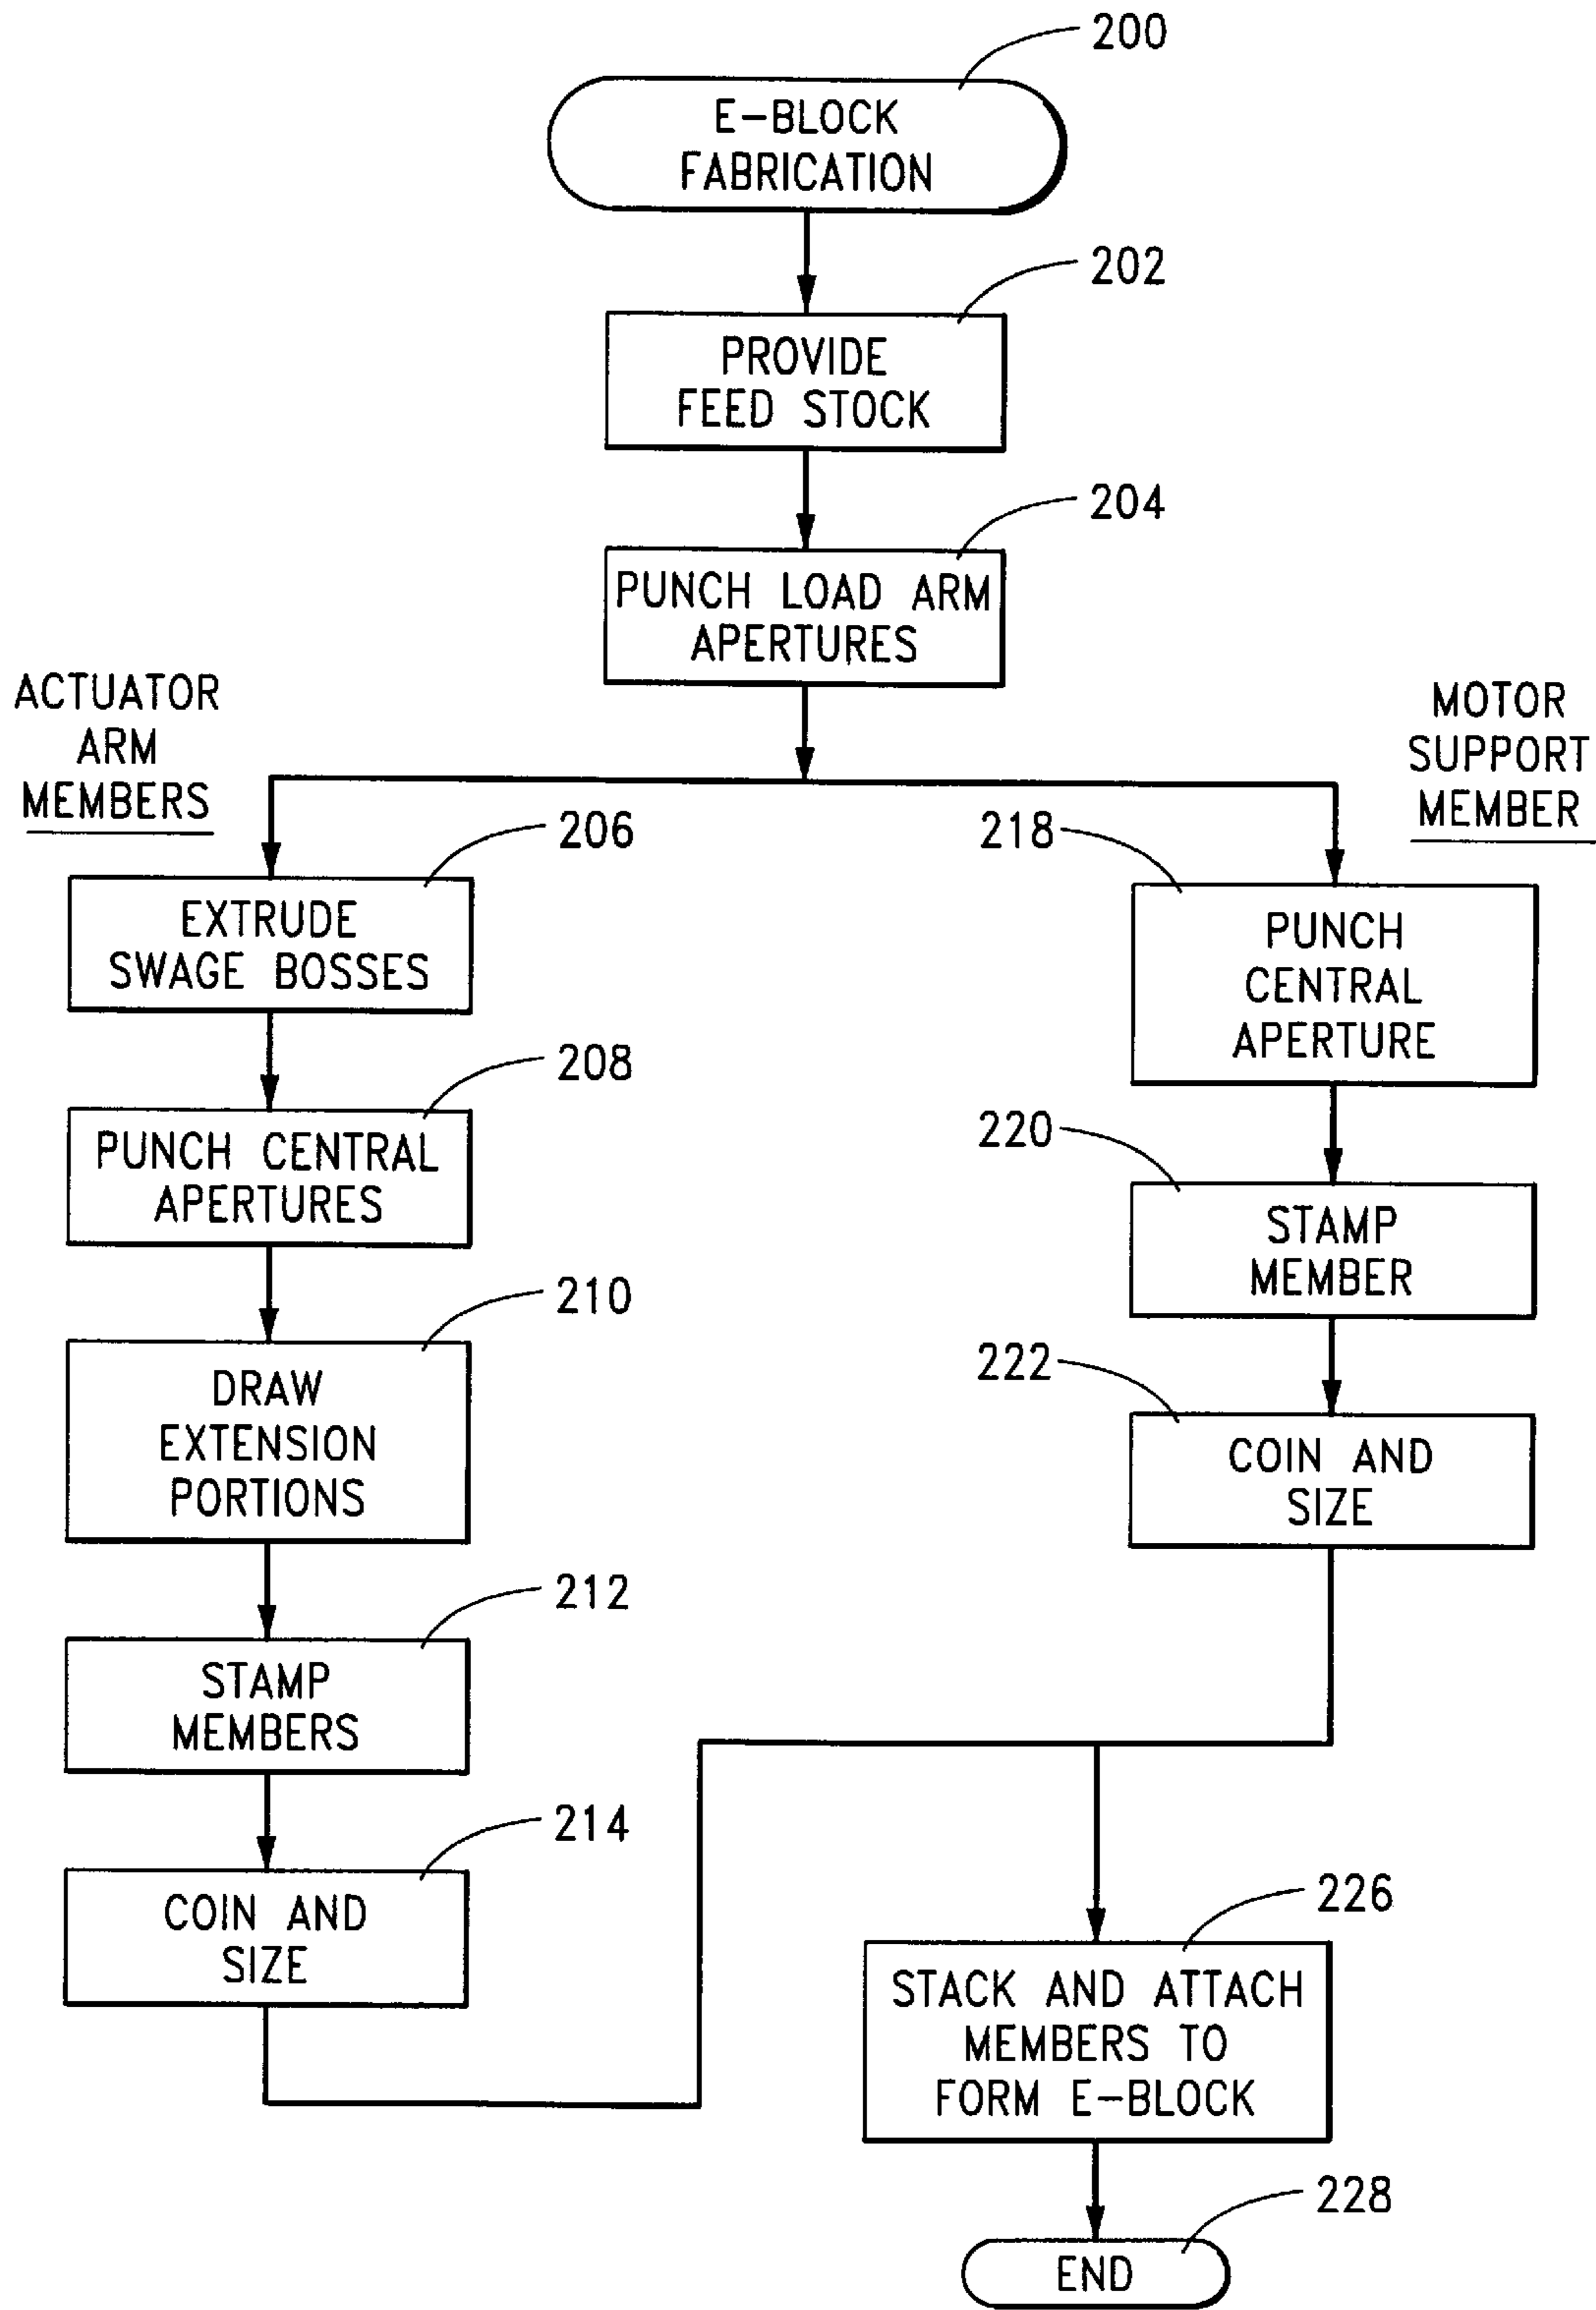 200
E-BLOCK
FABRICATION
202
PROVIDE
FEED STOCK
204
PUNCH LOAD ARM
APERTURES
ACTUATOR
ARM
MEMBERS
MOTOR
SUPPORT
MEMBER
206
EXTRUDE
SWAGE BOSSES
208
PUNCH CENTRAL
APERTURES
210
DRAW
EXTENSION
PORTIONS
212
STAMP
MEMBERS
214
COIN AND
SIZE
218
PUNCH
CENTRAL
APERTURE
220
STAMP
MEMBER
222
COIN AND
SIZE
226
STACK AND ATTACH
MEMBERS TO
FORM E-BLOCK
228
END